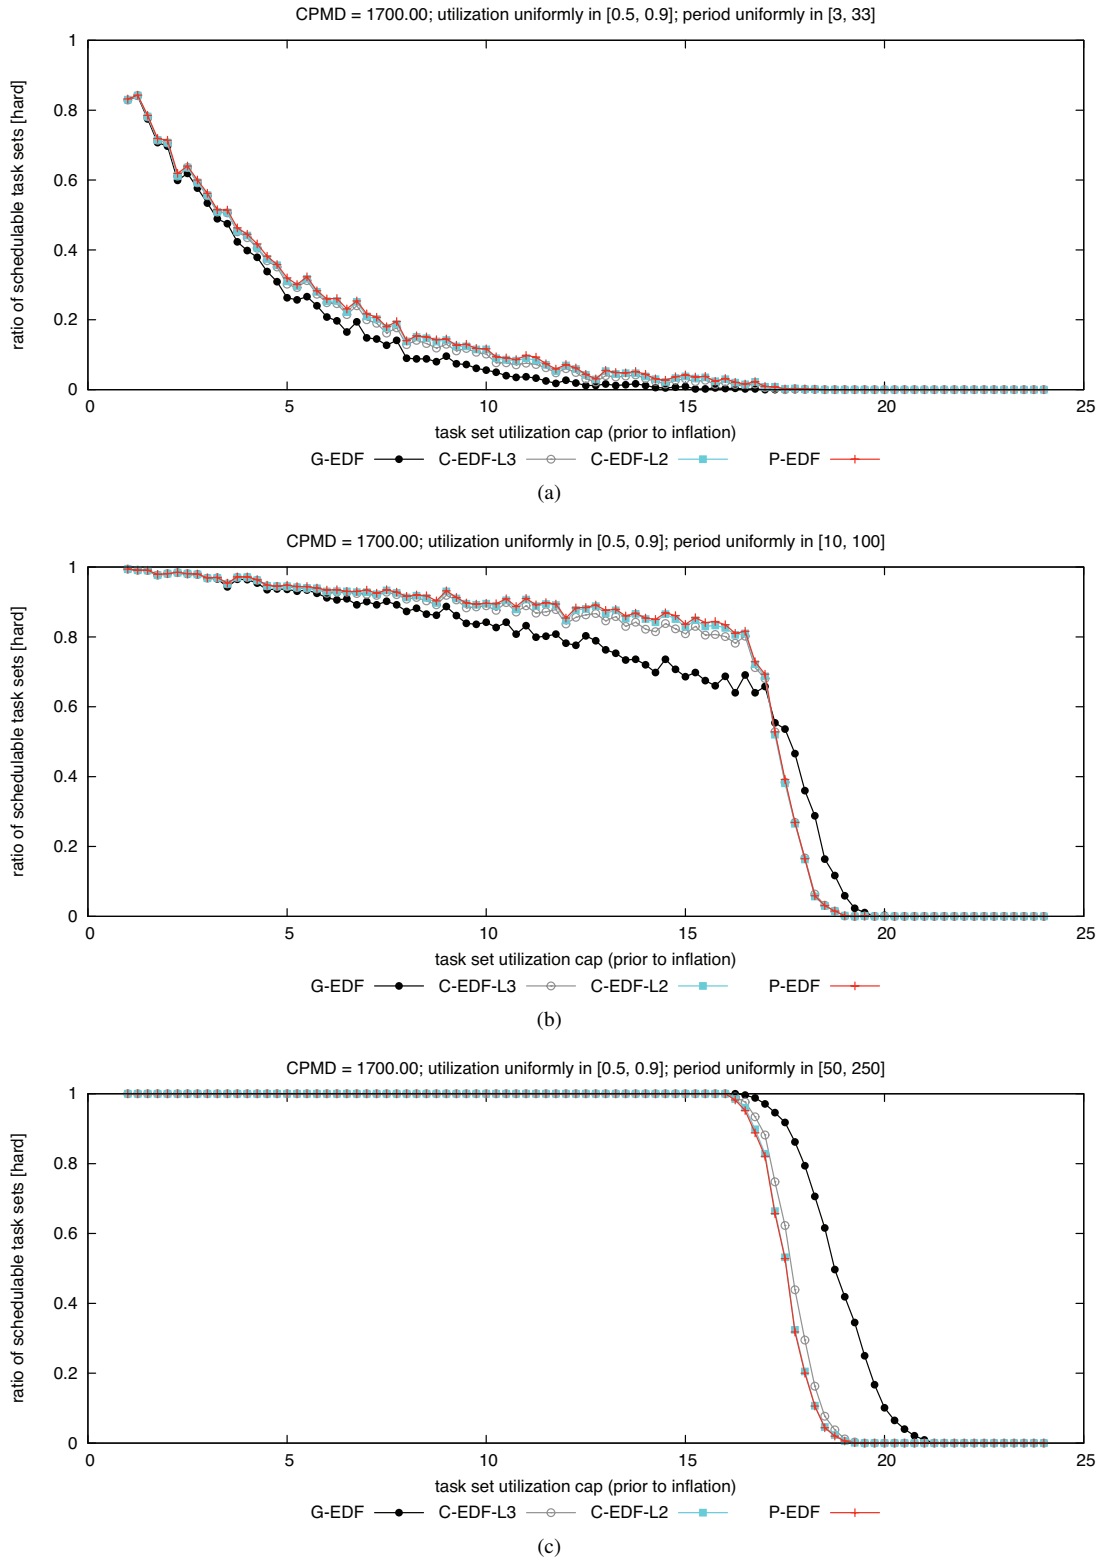 CPMD = 1700.00; utilization uniformly in [0.5, 0.9]; period uniformly in [3, 33]
1
0.8
0.6
0.4
0.2
0
ratio of schedulable task sets [hard]
0 5 10 15 20 25
task set utilization cap (prior to inflation)
G-EDF C-EDF-L3 C-EDF-L2 P-EDF
(a)
CPMD = 1700.00; utilization uniformly in [0.5, 0.9]; period uniformly in [10, 100]
1
0.8
0.6
0.4
0.2
0
ratio of schedulable task sets [hard]
0 5 10 15 20 25
task set utilization cap (prior to inflation)
G-EDF C-EDF-L3 C-EDF-L2 P-EDF
(b)
CPMD = 1700.00; utilization uniformly in [0.5, 0.9]; period uniformly in [50, 250]
1
0.8
0.6
0.4
0.2
0
ratio of schedulable task sets [hard]
0 5 10 15 20 25
task set utilization cap (prior to inflation)
G-EDF C-EDF-L3 C-EDF-L2 P-EDF
(c)